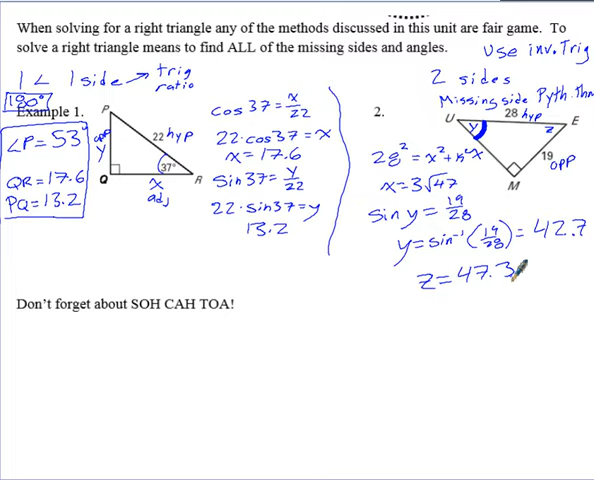 When solving for a right triangle any of the methods discussed in this unit are fair game. To
solve a right triangle means to find ALL of the missing sides and angles.
Use inv. Trig
1 ∠ 1 side → trig
ratio
2 sides
Missing side Pyth. Thm
180°
Example 1.
P
∠P = 53°
QR = 17.6
PQ = 13.2
opp
y
22 hyp
37°
Q
R
x
adj
cos 37 = x/22
22·cos 37 = x
x = 17.6
sin 37 = y/22
22·sin 37 = y
13.2
2.
U
28 hyp
E
y
z
19
opp
M
x = 3√47
sin y = 19/28
y = sin⁻¹(19/28) = 42.7
z = 47.3
Don't forget about SOH CAH TOA!